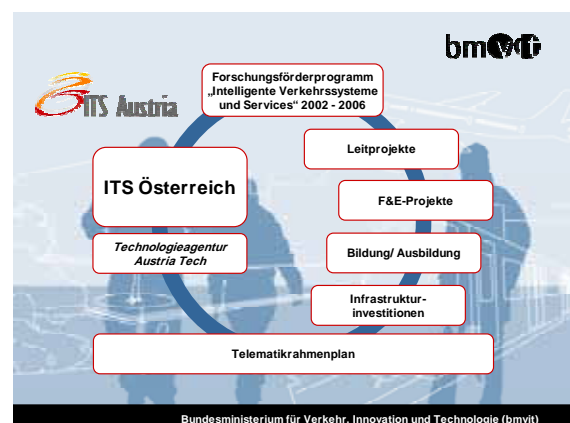 bmvit
Forschungsförderprogramm
„Intelligente Verkehrssysteme
und Services“ 2002 - 2006
ITS Austria
Leitprojekte
ITS Österreich
F&E-Projekte
Technologieagentur
Austria Tech
Bildung/ Ausbildung
Infrastruktur-
investitionen
Telematikrahmenplan
Bundesministerium für Verkehr, Innovation und Technologie (bmvit)